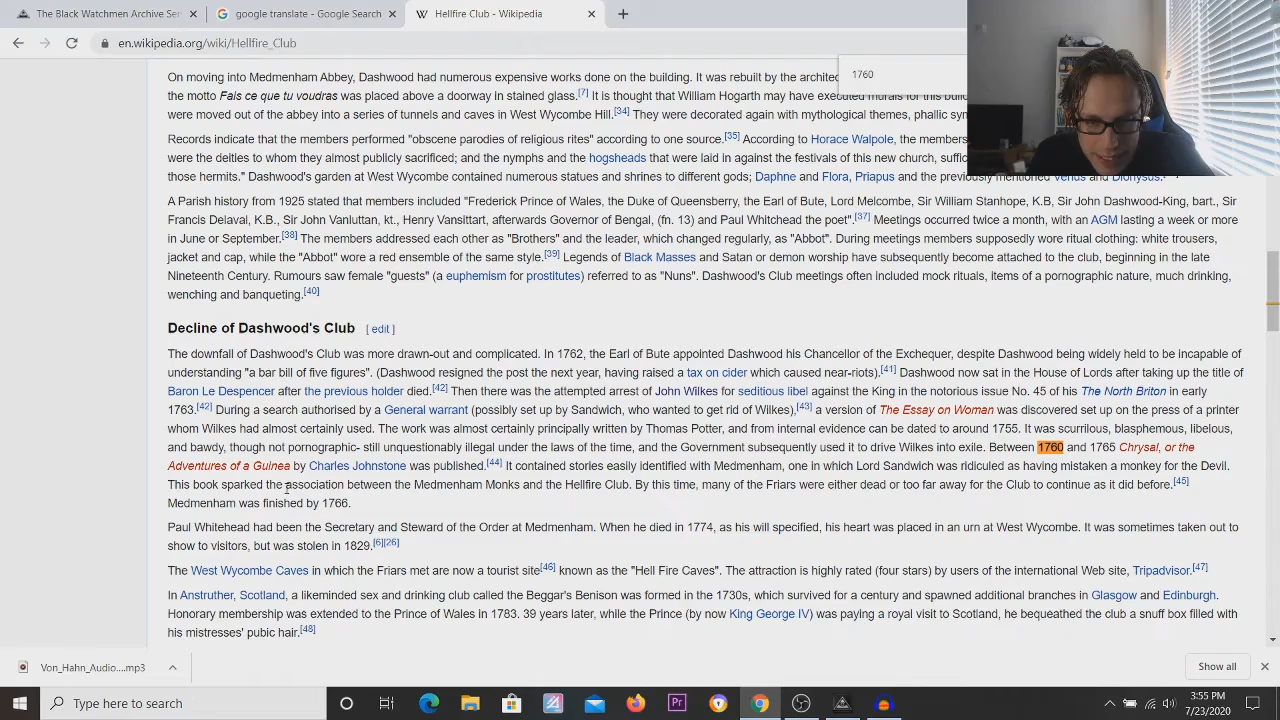 The Black Watchmen Archive Ser
google translate - Google Search
Hellfire Club - Wikipedia
en.wikipedia.org/wiki/Hellfire_Club
1760
On moving into Medmenham Abbey, Dashwood had numerous expensive works done on the building. It was rebuilt by the architec
the motto Fais ce que tu voudras was placed above a doorway in stained glass.[7] It is thought that William Hogarth may have executed murals for this buildi
were moved out of the abbey into a series of tunnels and caves in West Wycombe Hill.[34] They were decorated again with mythological themes, phallic sym
Records indicate that the members performed "obscene parodies of religious rites" according to one source.[35] According to Horace Walpole, the members
were the deities to whom they almost publicly sacrificed; and the nymphs and the hogsheads that were laid in against the festivals of this new church, suffic
those hermits." Dashwood's garden at West Wycombe contained numerous statues and shrines to different gods; Daphne and Flora, Priapus and the previously mentioned Venus and Dionysus.
A Parish history from 1925 stated that members included "Frederick Prince of Wales, the Duke of Queensberry, the Earl of Bute, Lord Melcombe, Sir William Stanhope, K.B, Sir John Dashwood-King, bart., Sir
Francis Delaval, K.B., Sir John Vanluttan, kt., Henry Vansittart, afterwards Governor of Bengal, (fn. 13) and Paul Whitehead the poet".[37] Meetings occurred twice a month, with an AGM lasting a week or more
in June or September.[38] The members addressed each other as "Brothers" and the leader, which changed regularly, as "Abbot". During meetings members supposedly wore ritual clothing: white trousers,
jacket and cap, while the "Abbot" wore a red ensemble of the same style.[39] Legends of Black Masses and Satan or demon worship have subsequently become attached to the club, beginning in the late
Nineteenth Century. Rumours saw female "guests" (a euphemism for prostitutes) referred to as "Nuns". Dashwood's Club meetings often included mock rituals, items of a pornographic nature, much drinking,
wenching and banqueting.[40]
Decline of Dashwood's Club [ edit ]
The downfall of Dashwood's Club was more drawn-out and complicated. In 1762, the Earl of Bute appointed Dashwood his Chancellor of the Exchequer, despite Dashwood being widely held to be incapable of
understanding "a bar bill of five figures". (Dashwood resigned the post the next year, having raised a tax on cider which caused near-riots).[41] Dashwood now sat in the House of Lords after taking up the title of
Baron Le Despencer after the previous holder died.[42] Then there was the attempted arrest of John Wilkes for seditious libel against the King in the notorious issue No. 45 of his The North Briton in early
1763.[42] During a search authorised by a General warrant (possibly set up by Sandwich, who wanted to get rid of Wilkes),[43] a version of The Essay on Woman was discovered set up on the press of a printer
whom Wilkes had almost certainly used. The work was almost certainly principally written by Thomas Potter, and from internal evidence can be dated to around 1755. It was scurrilous, blasphemous, libelous,
and bawdy, though not pornographic- still unquestionably illegal under the laws of the time, and the Government subsequently used it to drive Wilkes into exile. Between 1760 and 1765 Chrysal, or the
Adventures of a Guinea by Charles Johnstone was published.[44] It contained stories easily identified with Medmenham, one in which Lord Sandwich was ridiculed as having mistaken a monkey for the Devil.
This book sparked the association between the Medmenham Monks and the Hellfire Club. By this time, many of the Friars were either dead or too far away for the Club to continue as it did before.[45]
Medmenham was finished by 1766.
Paul Whitehead had been the Secretary and Steward of the Order at Medmenham. When he died in 1774, as his will specified, his heart was placed in an urn at West Wycombe. It was sometimes taken out to
show to visitors, but was stolen in 1829.[6][26]
The West Wycombe Caves in which the Friars met are now a tourist site[46] known as the "Hell Fire Caves". The attraction is highly rated (four stars) by users of the international Web site, Tripadvisor.[47]
In Anstruther, Scotland, a likeminded sex and drinking club called the Beggar's Benison was formed in the 1730s, which survived for a century and spawned additional branches in Glasgow and Edinburgh.
Honorary membership was extended to the Prince of Wales in 1783. 39 years later, while the Prince (by now King George IV) was paying a royal visit to Scotland, he bequeathed the club a snuff box filled with
his mistresses' pubic hair.[48]
Von_Hahn_Audio....mp3
Show all
Type here to search
Pr
3:55 PM
7/23/2020